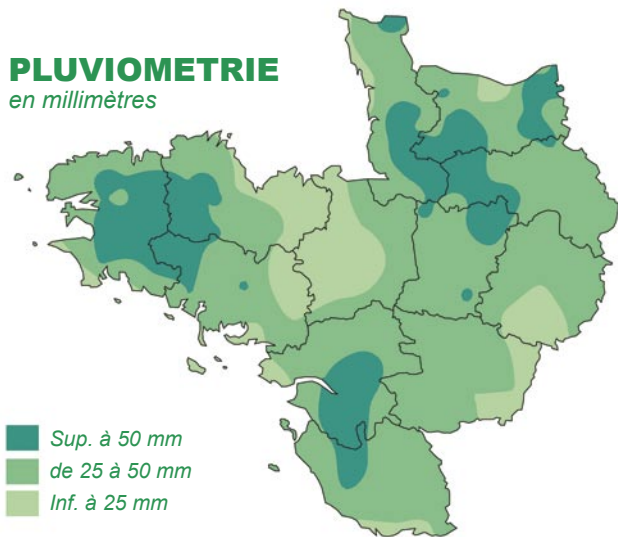 PLUVIOMETRIE
en millimètres
Sup. à 50 mm
de 25 à 50 mm
Inf. à 25 mm